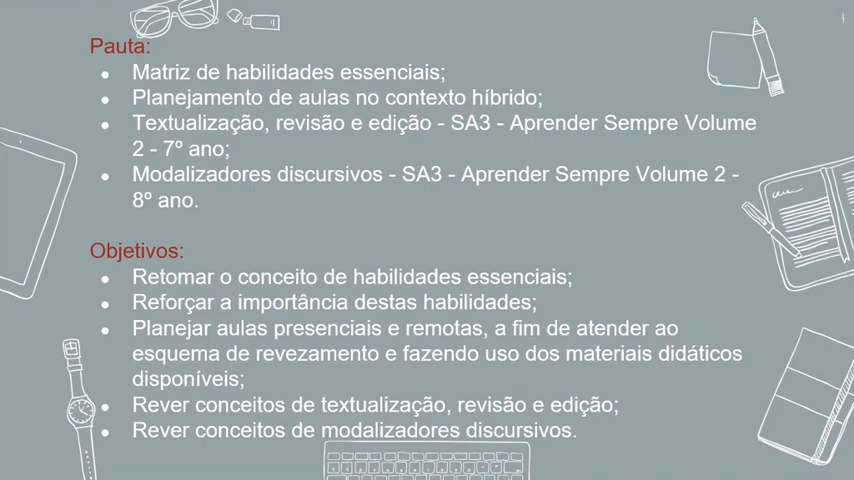 Pauta:
● Matriz de habilidades essenciais;
● Planejamento de aulas no contexto híbrido;
● Textualização, revisão e edição - SA3 - Aprender Sempre Volume
2 - 7º ano;
● Modalizadores discursivos - SA3 - Aprender Sempre Volume 2 -
8º ano.
Objetivos:
● Retomar o conceito de habilidades essenciais;
● Reforçar a importância destas habilidades;
● Planejar aulas presenciais e remotas, a fim de atender ao
esquema de revezamento e fazendo uso dos materiais didáticos
disponíveis;
● Rever conceitos de textualização, revisão e edição;
● Rever conceitos de modalizadores discursivos.